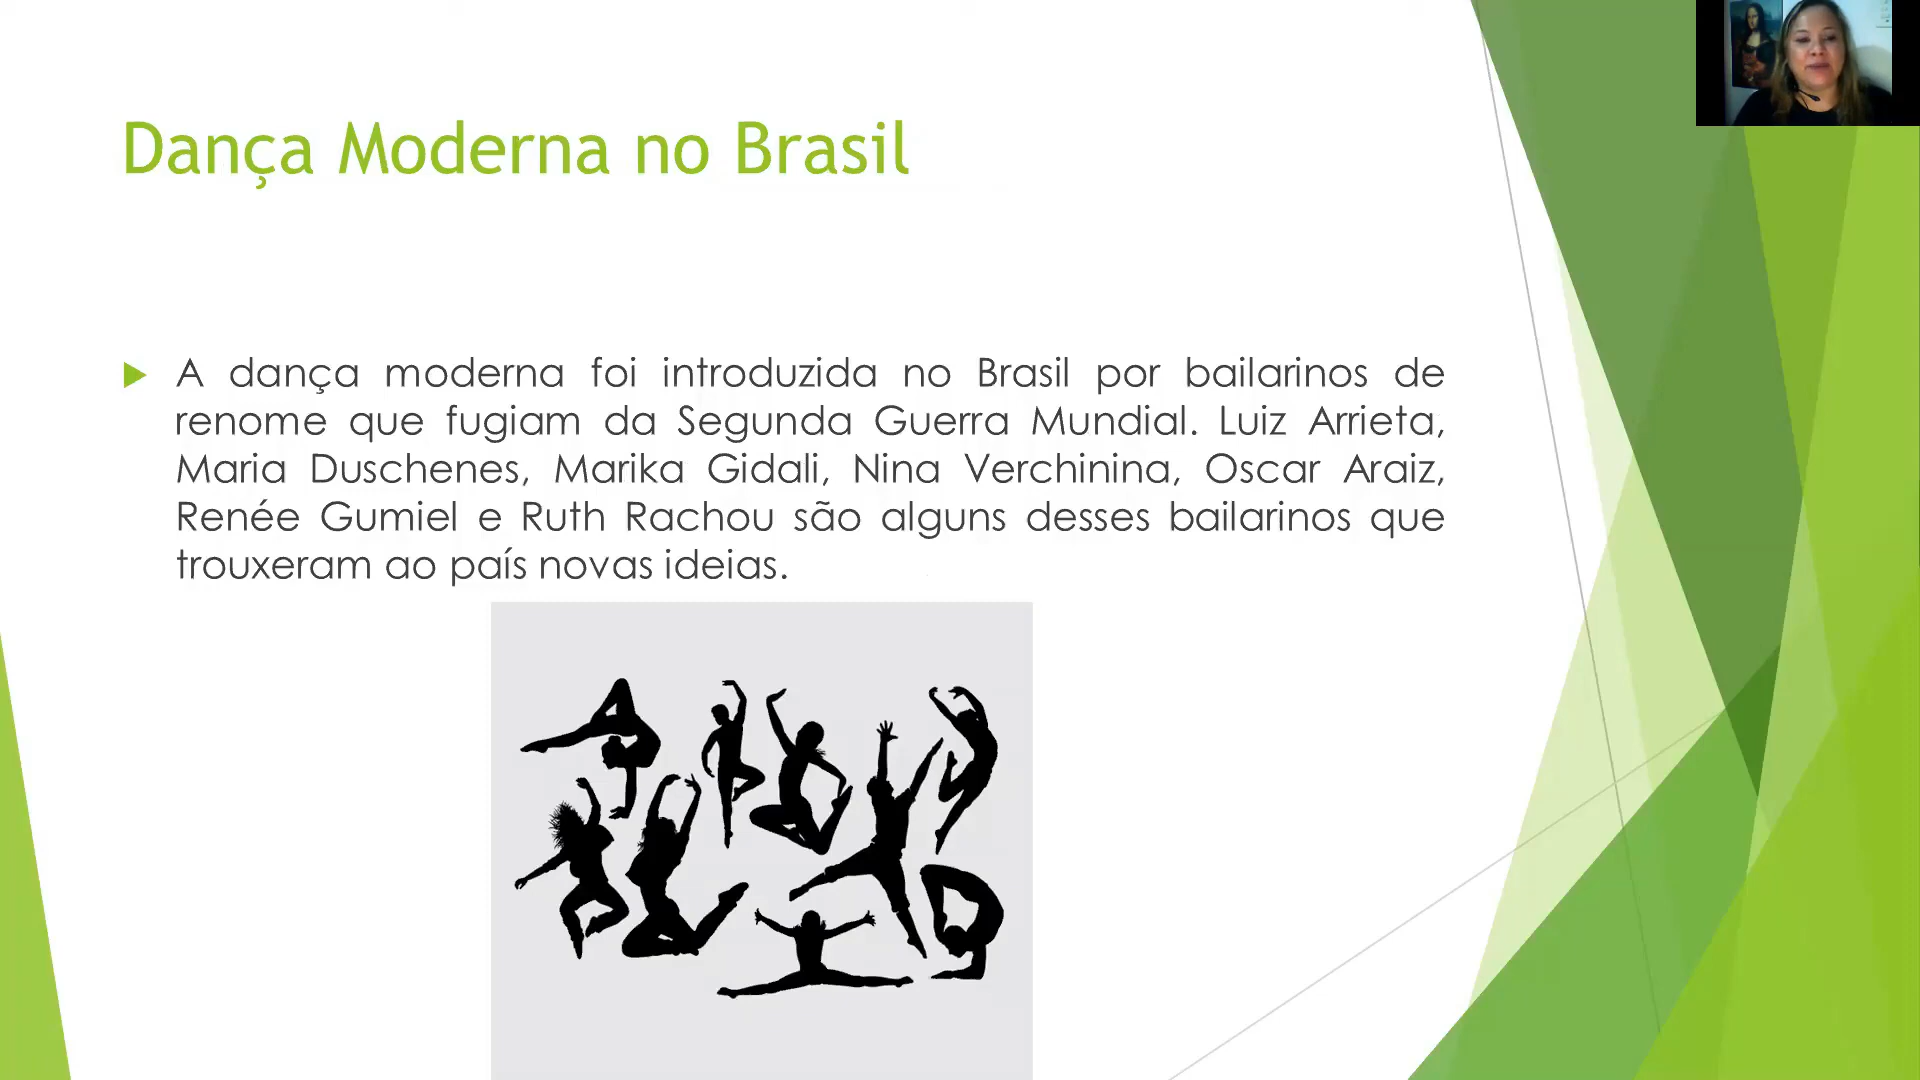 Dança Moderna no Brasil
A dança moderna foi introduzida no Brasil por bailarinos de
renome que fugiam da Segunda Guerra Mundial. Luiz Arrieta,
Maria Duschenes, Marika Gidali, Nina Verchinina, Oscar Araiz,
Renée Gumiel e Ruth Rachou são alguns desses bailarinos que
trouxeram ao país novas ideias.